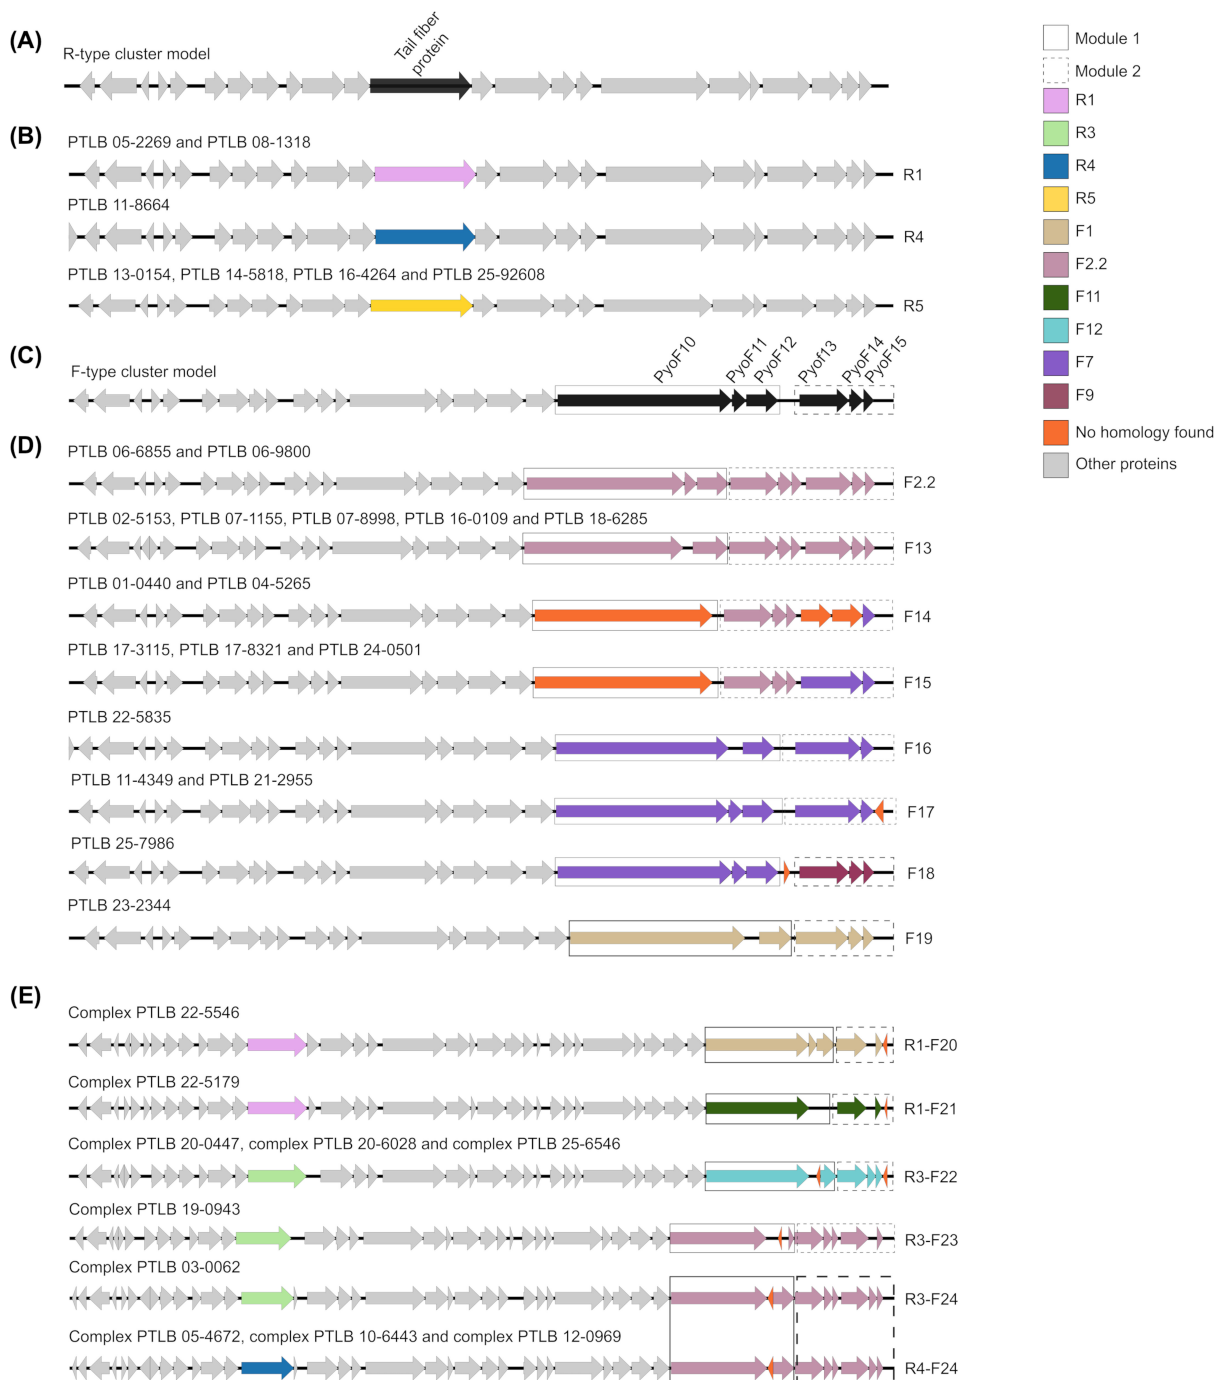 (A)
R-type cluster model
Tail fiber
protein
(B)
PTLB 05-2269 and PTLB 08-1318
R1
PTLB 11-8664
R4
PTLB 13-0154, PTLB 14-5818, PTLB 16-4264 and PTLB 25-92608
R5
(C)
F-type cluster model
PyoF10
PyoF11
PyoF12
Pyof13
PyoF14
PyoF15
(D)
PTLB 06-6855 and PTLB 06-9800
F2.2
PTLB 02-5153, PTLB 07-1155, PTLB 07-8998, PTLB 16-0109 and PTLB 18-6285
F13
PTLB 01-0440 and PTLB 04-5265
F14
PTLB 17-3115, PTLB 17-8321 and PTLB 24-0501
F15
PTLB 22-5835
F16
PTLB 11-4349 and PTLB 21-2955
F17
PTLB 25-7986
F18
PTLB 23-2344
F19
(E)
Complex PTLB 22-5546
R1-F20
Complex PTLB 22-5179
R1-F21
Complex PTLB 20-0447, complex PTLB 20-6028 and complex PTLB 25-6546
R3-F22
Complex PTLB 19-0943
R3-F23
Complex PTLB 03-0062
R3-F24
Complex PTLB 05-4672, complex PTLB 10-6443 and complex PTLB 12-0969
R4-F24
Module 1
Module 2
R1
R3
R4
R5
F1
F2.2
F11
F12
F7
F9
No homology found
Other proteins